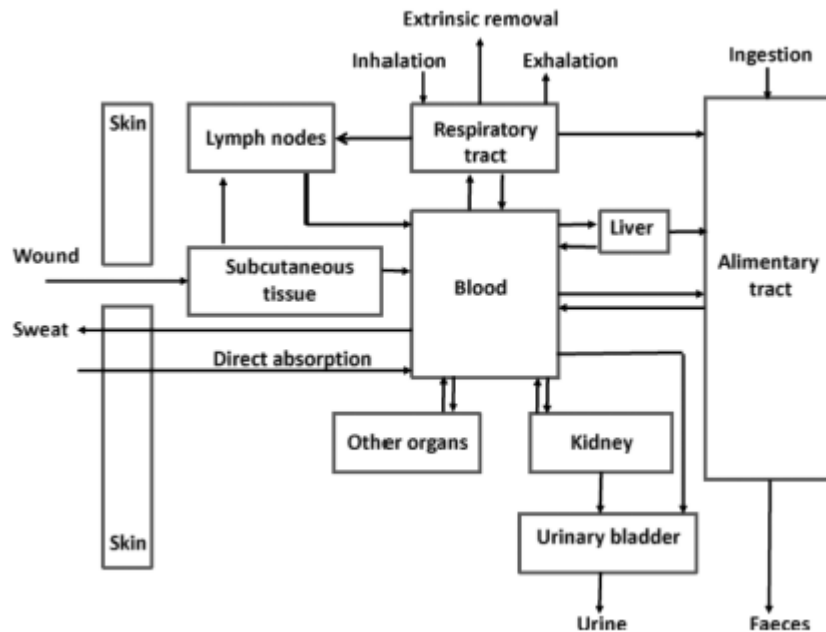 Extrinsic removal
Inhalation
Exhalation
Ingestion
Skin
Lymph nodes
Respiratory
tract
Wound
Subcutaneous
tissue
Blood
Liver
Alimentary
tract
Sweat
Direct absorption
Other organs
Kidney
Skin
Urinary bladder
Urine
Faeces